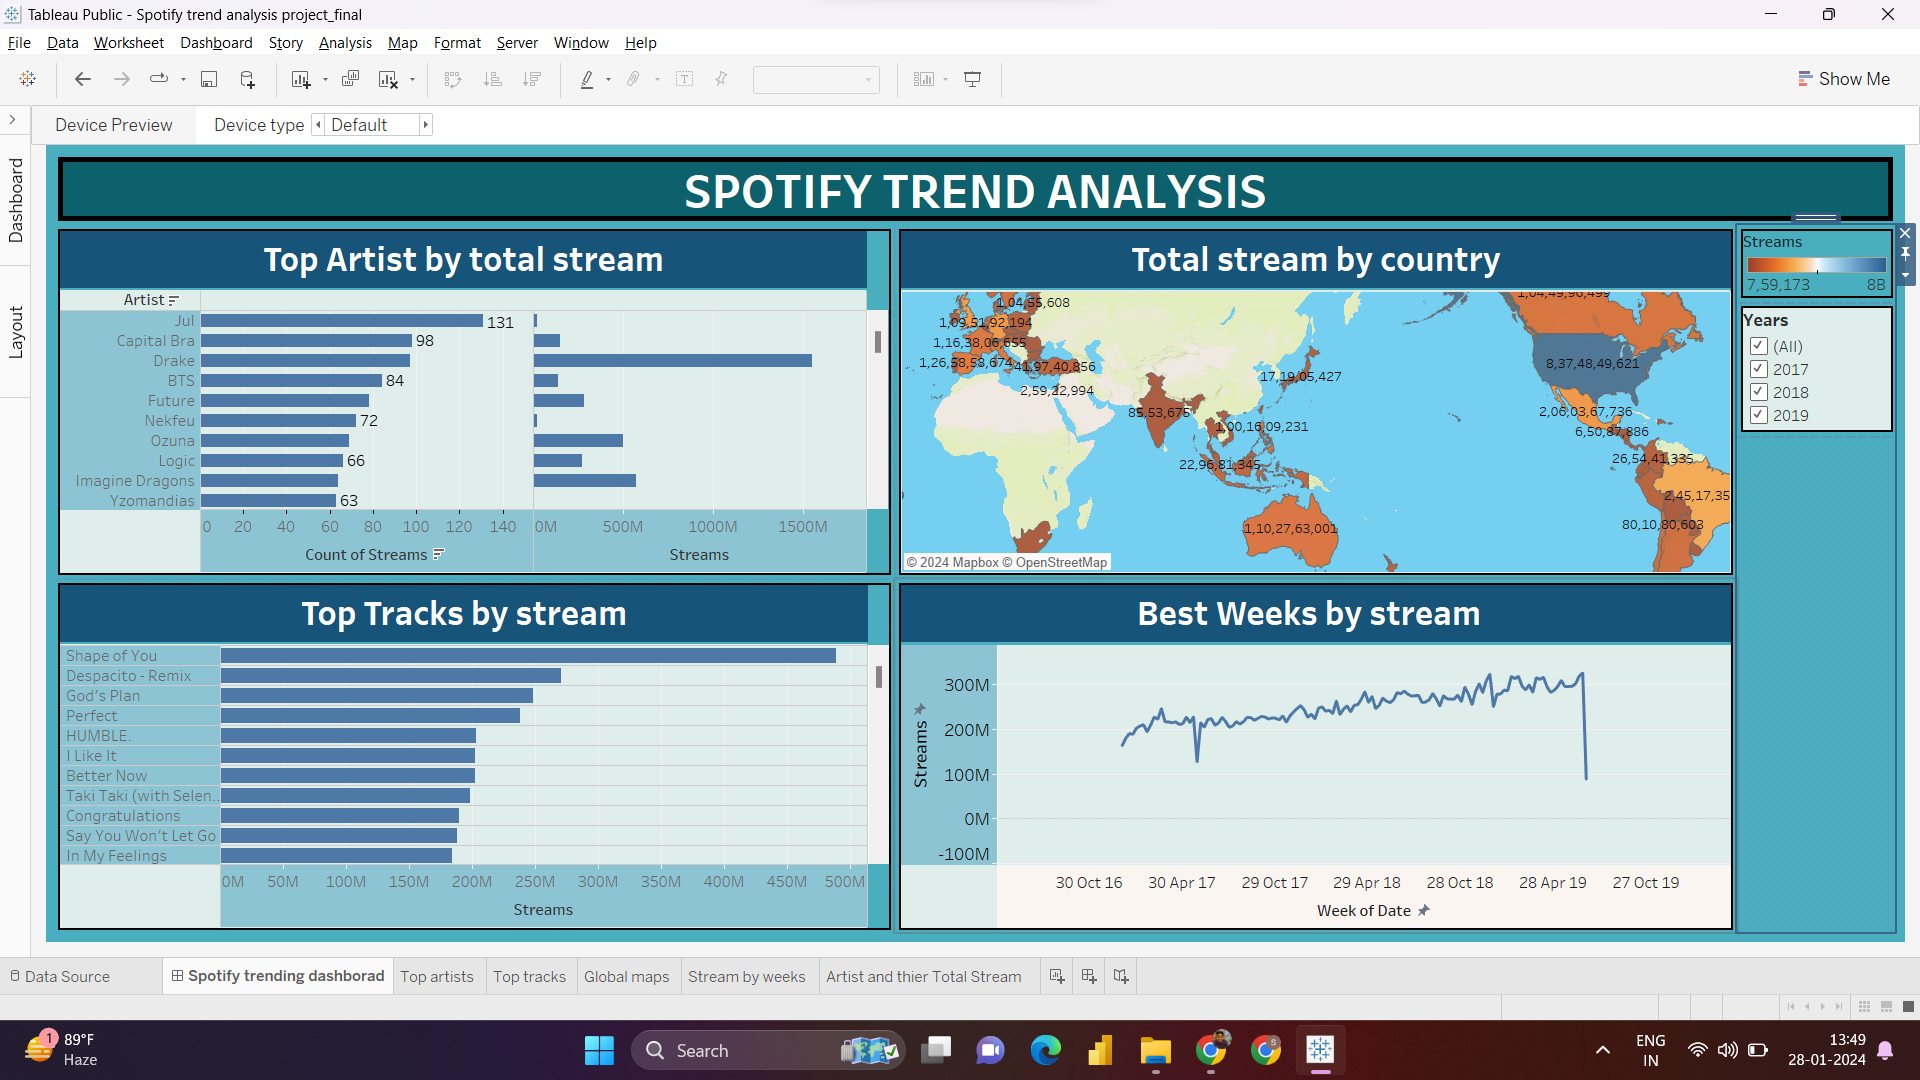 Tableau Public - Spotify trend analysis project_final
File Data Worksheet Dashboard Story Analysis Map Format Server Window Help
Show Me
Device Preview Device type Default
Dashboard
Layout
SPOTIFY TREND ANALYSIS
Top Artist by total stream
Artist
Jul 131
Capital Bra 98
Drake
BTS 84
Future
Nekfeu 72
Ozuna
Logic 66
Imagine Dragons
Yzomandias 63
0 20 40 60 80 100 120 140 0M 500M 1000M 1500M
Count of Streams Streams
Total stream by country
1,04,55,608
1,04,49,96,499
1,09,51,92,194
1,16,38,06,655
1,26,58,58,674
41,97,40,856
8,37,48,49,621
17,19,05,427
2,59,22,994
85,53,675
2,06,03,67,736
1,00,16,09,231
6,50,87,886
22,96,81,345
26,54,41,335
2,45,17,35
1,10,27,63,001
80,10,80,603
© 2024 Mapbox © OpenStreetMap
Streams
7,59,173 8B
Years
(All)
2017
2018
2019
Top Tracks by stream
Shape of You
Despacito - Remix
God's Plan
Perfect
HUMBLE.
I Like It
Better Now
Taki Taki (with Selen..
Congratulations
Say You Won't Let Go
In My Feelings
0M 50M 100M 150M 200M 250M 300M 350M 400M 450M 500M
Streams
Best Weeks by stream
Streams
300M
200M
100M
0M
-100M
30 Oct 16 30 Apr 17 29 Oct 17 29 Apr 18 28 Oct 18 28 Apr 19 27 Oct 19
Week of Date
Data Source Spotify trending dashborad Top artists Top tracks Global maps Stream by weeks Artist and thier Total Stream
1
89°F
Haze
Search
S
ENG
IN
13:49
28-01-2024